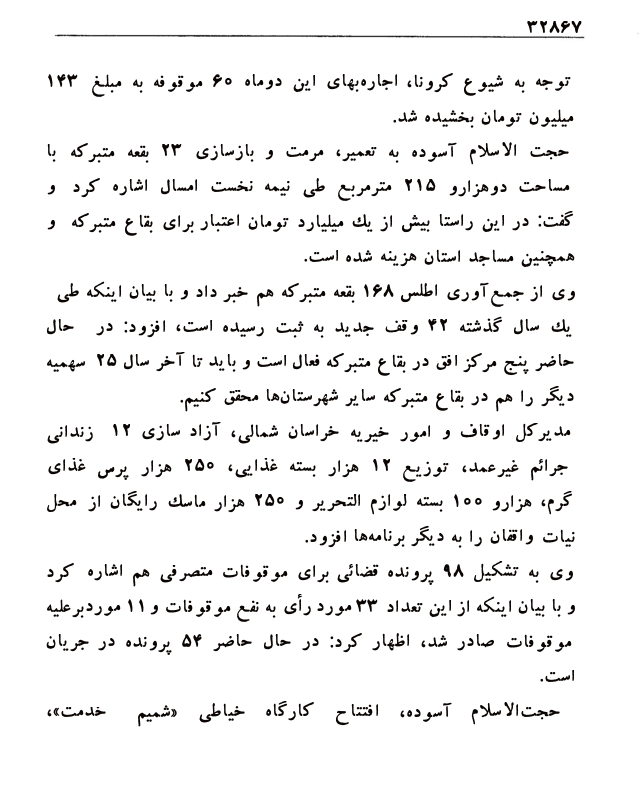 ۳۲۸۶۷
توجه به شیوع کرونا، اجاره‌بهای این دوماه ۶۰ موقوفه به مبلغ ۱۴۳
میلیون تومان بخشیده شد.
حجت الاسلام آسوده به تعمیر، مرمت و بازسازی ۲۳ بقعه متبرکه با
مساحت دوهزارو ۲۱۵ مترمربع طی نیمه نخست امسال اشاره کرد و
گفت: در این راستا بیش از یك میلیارد تومان اعتبار برای بقاع متبرکه و
همچنین مساجد استان هزینه شده است.
وی از جمع‌آوری اطلس ۱۶۸ بقعه متبرکه هم خبر داد و با بیان اینکه طی
یك سال گذشته ۴۲ وقف جدید به ثبت رسیده است، افزود: در حال
حاضر پنج مرکز افق در بقاع متبرکه فعال است و باید تا آخر سال ۲۵ سهمیه
دیگر را هم در بقاع متبرکه سایر شهرستان‌ها محقق کنیم.
مدیرکل اوقاف و امور خیریه خراسان شمالی، آزاد سازی ۱۲ زندانی
جرائم غیرعمد، توزیع ۱۲ هزار بسته غذایی، ۲۵۰ هزار پرس غذای
گرم، هزارو ۱۰۰ بسته لوازم التحریر و ۲۵۰ هزار ماسك رایگان از محل
نیات واقفان را به دیگر برنامه‌ها افزود.
وی به تشکیل ۹۸ پرونده قضائی برای موقوفات متصرفی هم اشاره کرد
و با بیان اینکه از این تعداد ۳۳ مورد رأی به نفع موقوفات و ۱۱ موردبرعلیه
موقوفات صادر شد، اظهار کرد: در حال حاضر ۵۴ پرونده در جریان
است.
حجت‌الاسلام آسوده، افتتاح کارگاه خیاطی «شمیم خدمت»،